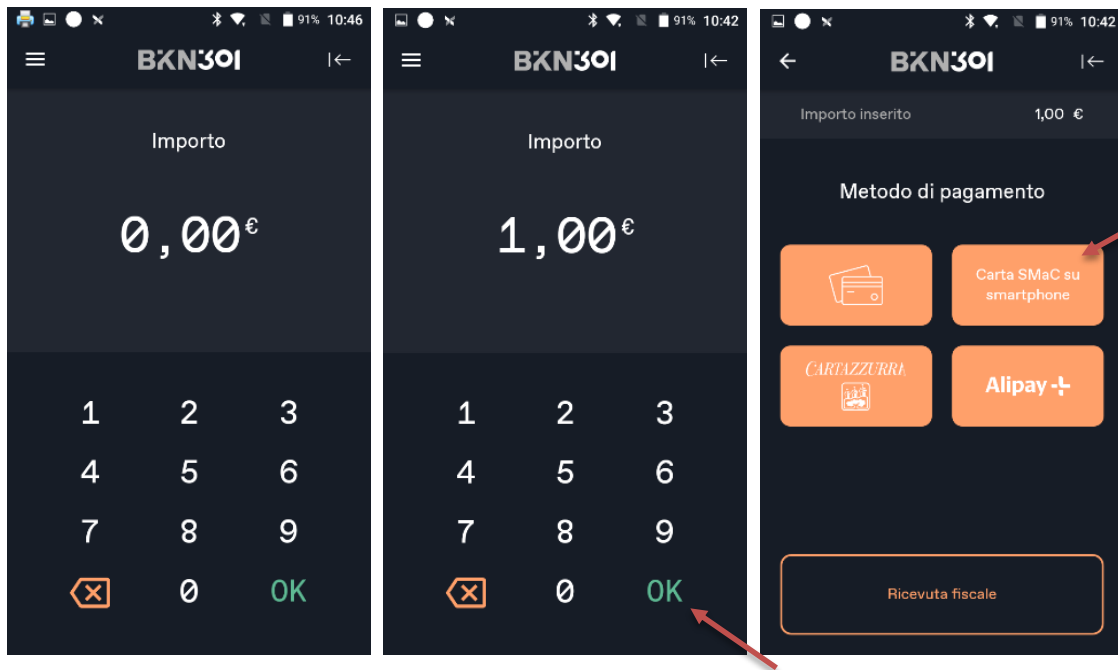 91% 10:46
BKN301
Importo
0,00€
1 2 3
4 5 6
7 8 9
0 OK
91% 10:42
BKN301
Importo
1,00€
1 2 3
4 5 6
7 8 9
0 OK
91% 10:42
BKN301
Importo inserito 1,00 €
Metodo di pagamento
Carta SMaC su
smartphone
CARTAZZURRA
Alipay+
Ricevuta fiscale